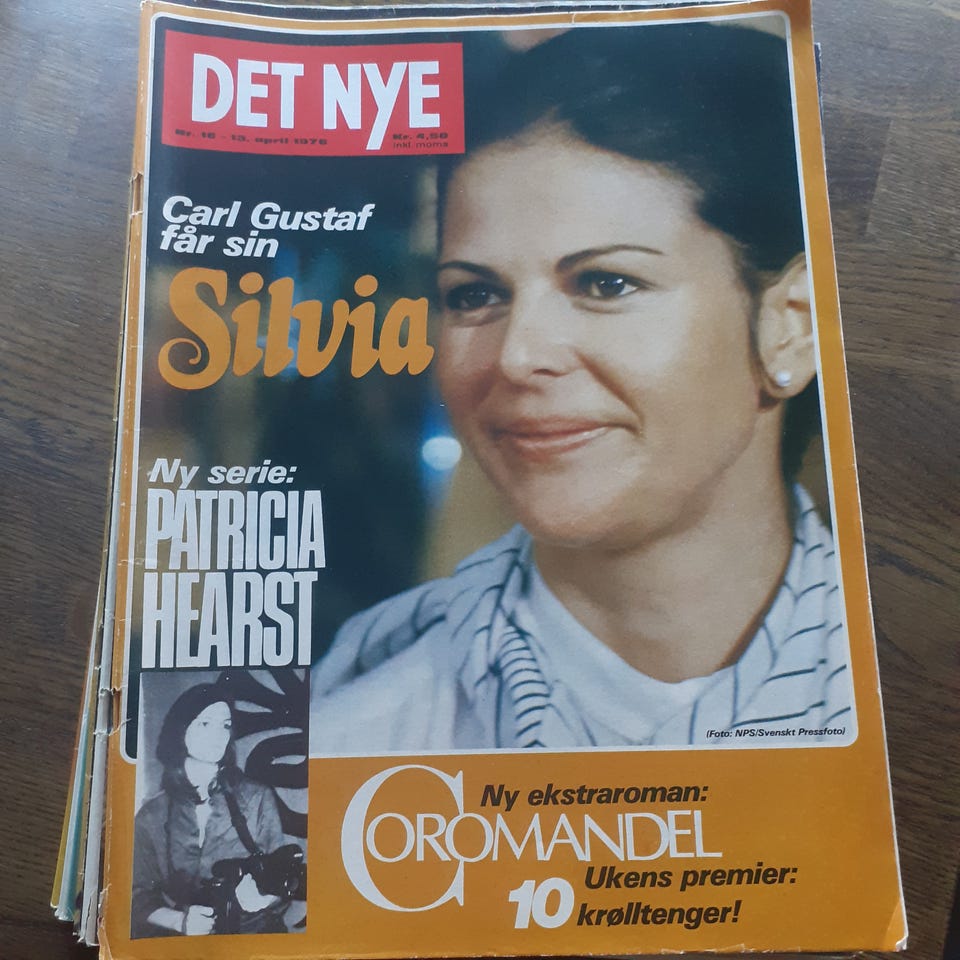 DET NYE
Nr. 16 - 13. april 1976
Kr. 4,50
inkl. moms
Carl Gustaf
får sin
Silvia
Ny serie:
PATRICIA
HEARST
(Foto: NPS/Svenskt Pressfoto)
Ny ekstraroman:
COROMANDEL
Ukens premier:
10 krølltenger!